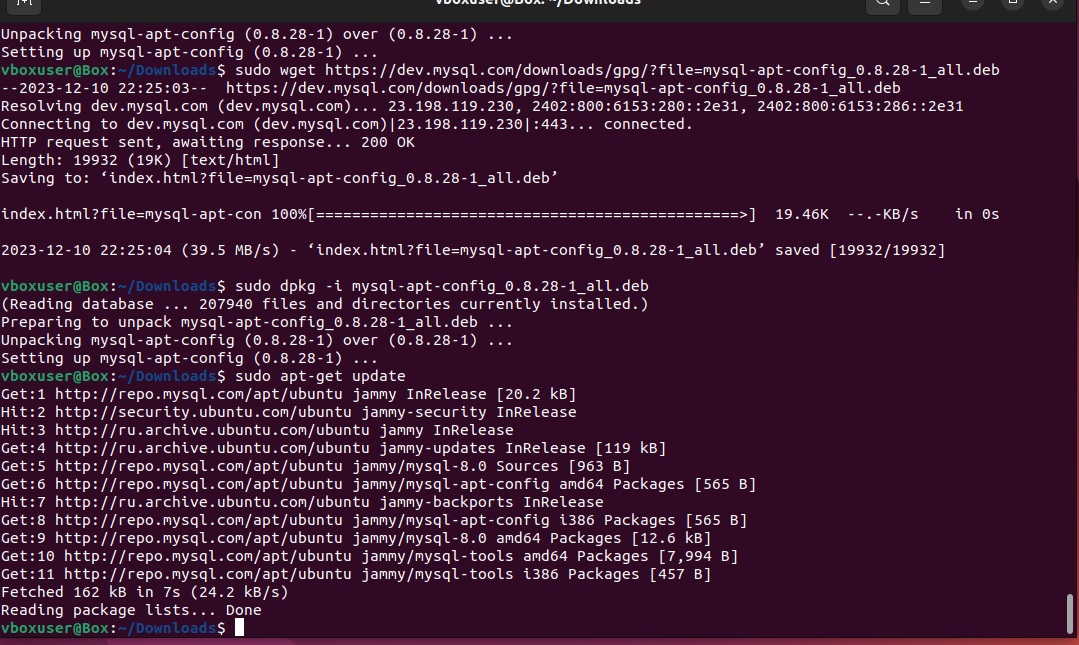 vboxuser@Box: ~/Downloads
Unpacking mysql-apt-config (0.8.28-1) over (0.8.28-1) ...
Setting up mysql-apt-config (0.8.28-1) ...
vboxuser@Box:~/Downloads$ sudo wget https://dev.mysql.com/downloads/gpg/?file=mysql-apt-config_0.8.28-1_all.deb
--2023-12-10 22:25:03--  https://dev.mysql.com/downloads/gpg/?file=mysql-apt-config_0.8.28-1_all.deb
Resolving dev.mysql.com (dev.mysql.com)... 23.198.119.230, 2402:800:6153:280::2e31, 2402:800:6153:286::2e31
Connecting to dev.mysql.com (dev.mysql.com)|23.198.119.230|:443... connected.
HTTP request sent, awaiting response... 200 OK
Length: 19932 (19K) [text/html]
Saving to: ‘index.html?file=mysql-apt-config_0.8.28-1_all.deb’
index.html?file=mysql-apt-con 100%[===============================================>]  19.46K  --.-KB/s    in 0s
2023-12-10 22:25:04 (39.5 MB/s) - ‘index.html?file=mysql-apt-config_0.8.28-1_all.deb’ saved [19932/19932]
vboxuser@Box:~/Downloads$ sudo dpkg -i mysql-apt-config_0.8.28-1_all.deb
(Reading database ... 207940 files and directories currently installed.)
Preparing to unpack mysql-apt-config_0.8.28-1_all.deb ...
Unpacking mysql-apt-config (0.8.28-1) over (0.8.28-1) ...
Setting up mysql-apt-config (0.8.28-1) ...
vboxuser@Box:~/Downloads$ sudo apt-get update
Get:1 http://repo.mysql.com/apt/ubuntu jammy InRelease [20.2 kB]
Hit:2 http://security.ubuntu.com/ubuntu jammy-security InRelease
Hit:3 http://ru.archive.ubuntu.com/ubuntu jammy InRelease
Get:4 http://ru.archive.ubuntu.com/ubuntu jammy-updates InRelease [119 kB]
Get:5 http://repo.mysql.com/apt/ubuntu jammy/mysql-8.0 Sources [963 B]
Get:6 http://repo.mysql.com/apt/ubuntu jammy/mysql-apt-config amd64 Packages [565 B]
Hit:7 http://ru.archive.ubuntu.com/ubuntu jammy-backports InRelease
Get:8 http://repo.mysql.com/apt/ubuntu jammy/mysql-apt-config i386 Packages [565 B]
Get:9 http://repo.mysql.com/apt/ubuntu jammy/mysql-8.0 amd64 Packages [12.6 kB]
Get:10 http://repo.mysql.com/apt/ubuntu jammy/mysql-tools amd64 Packages [7,994 B]
Get:11 http://repo.mysql.com/apt/ubuntu jammy/mysql-tools i386 Packages [457 B]
Fetched 162 kB in 7s (24.2 kB/s)
Reading package lists... Done
vboxuser@Box:~/Downloads$